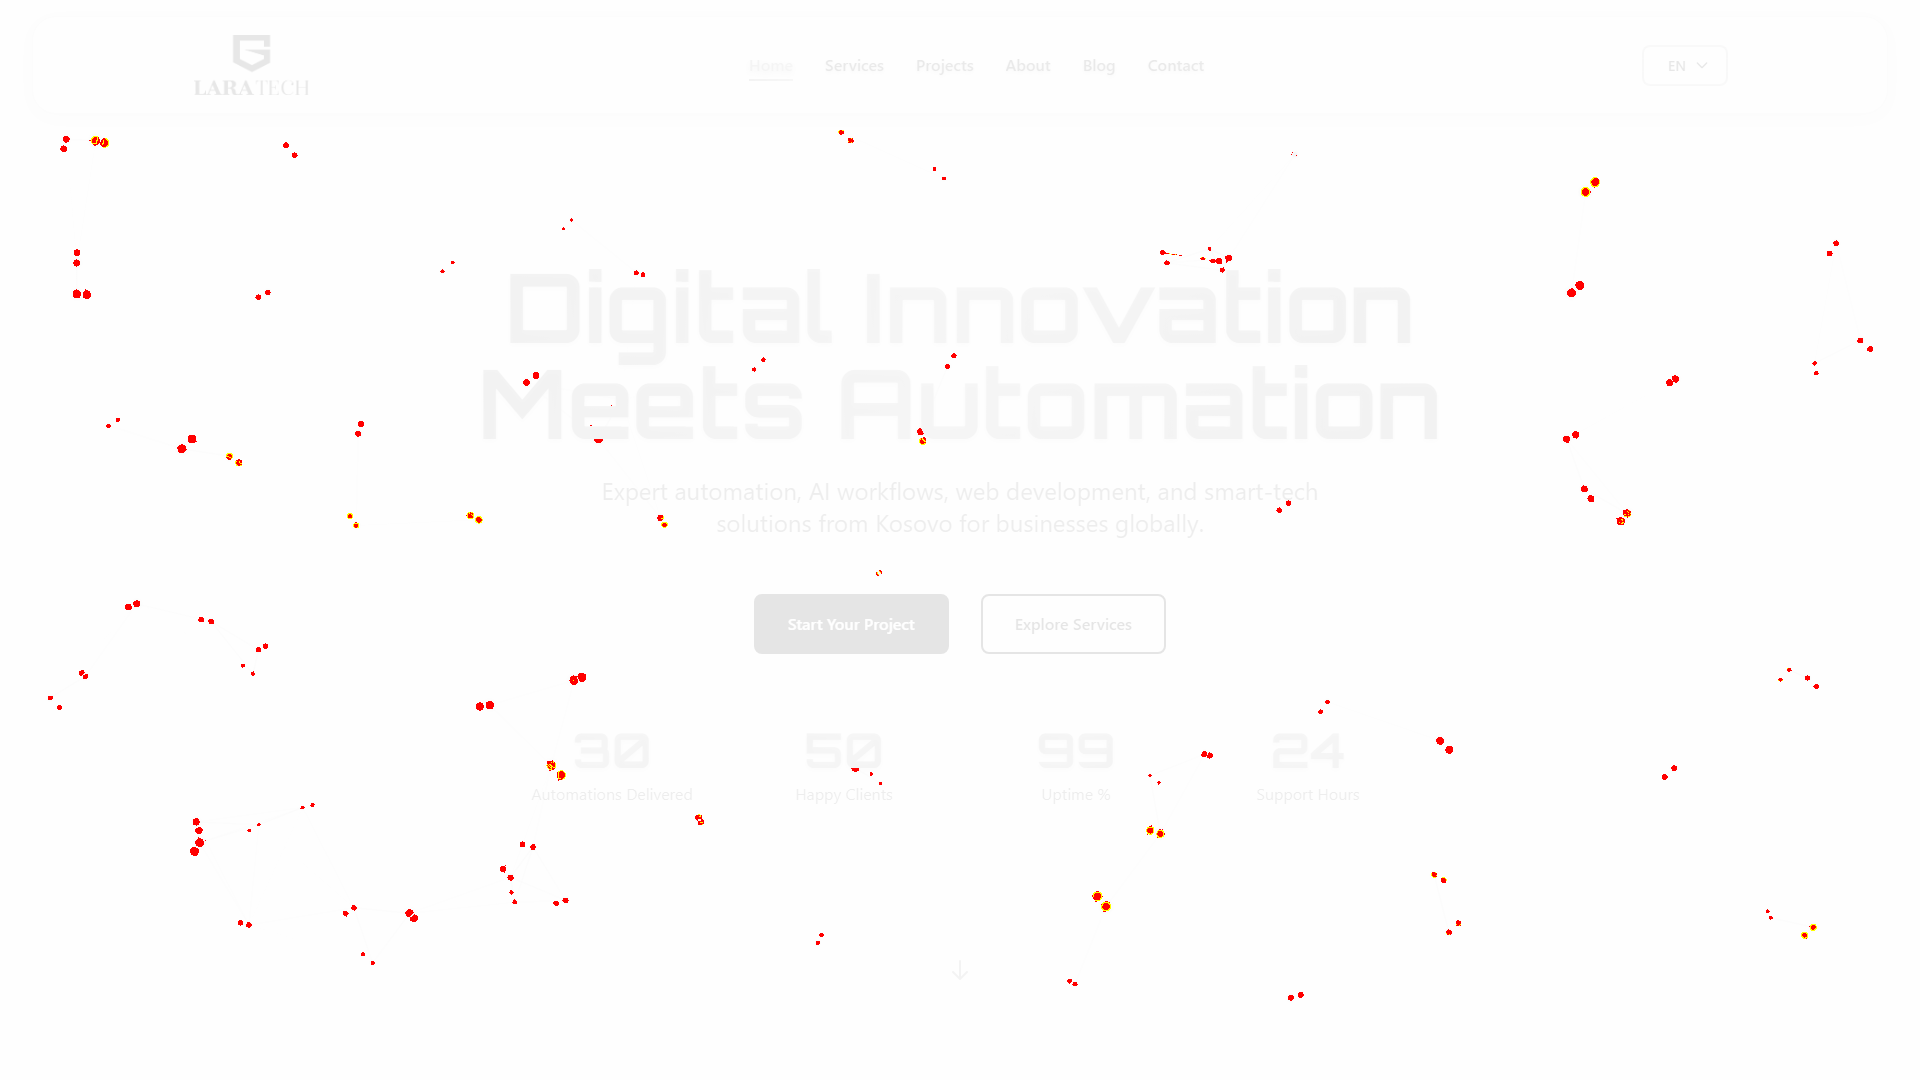 LARATECH
Home Services Projects About Blog Contact
EN
Digital Innovation
Meets Automation
Expert automation, AI workflows, web development, and smart-tech
solutions from Kosovo for businesses globally.
Start Your Project Explore Services
30 50 99 24
Automations Delivered Happy Clients Uptime % Support Hours